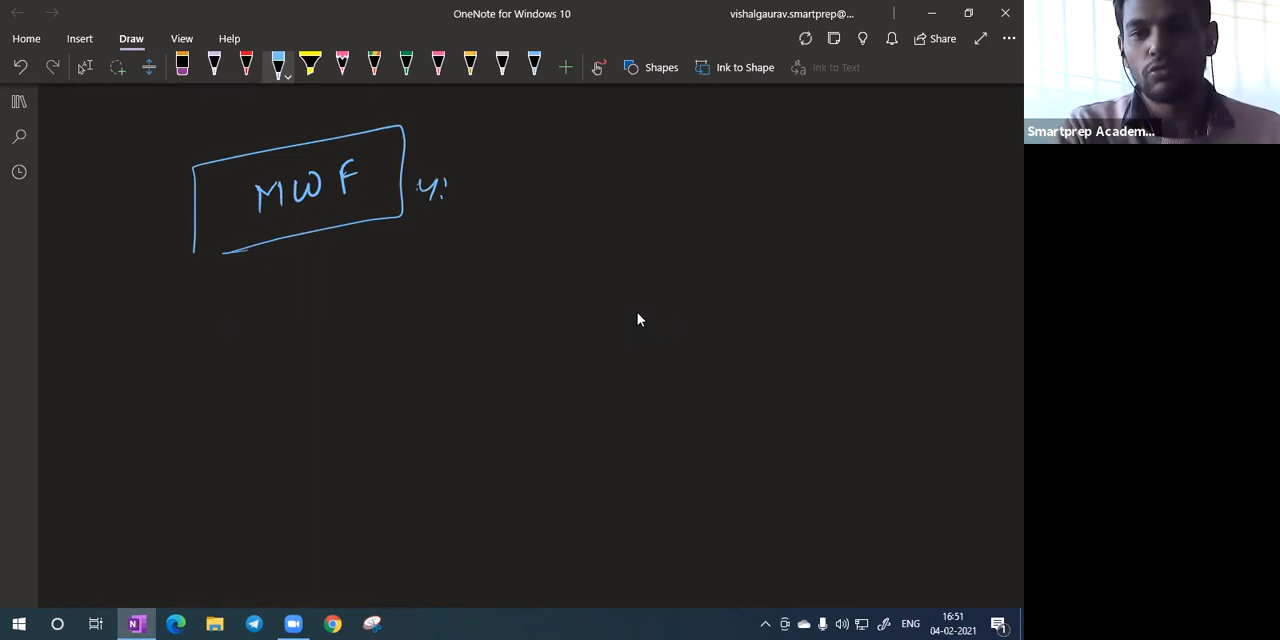 OneNote for Windows 10
vishalgaurav.smartprep@...
Home Insert Draw View Help
Share
Shapes Ink to Shape Ink to Text
Smartprep Academ...
MWF
ENG
16:51
04-02-2021